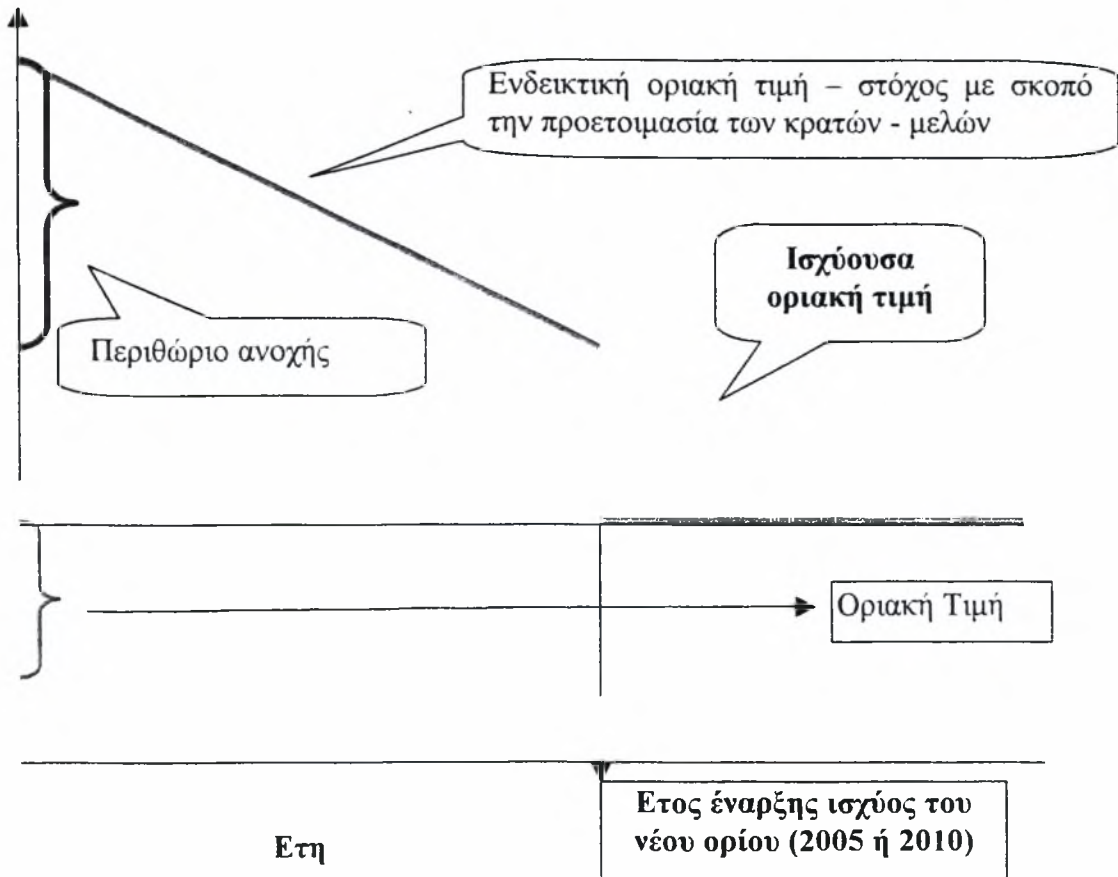 Ενδεικτική οριακή τιμή – στόχος με σκοπό
την προετοιμασία των κρατών - μελών
Ισχύουσα
οριακή τιμή
Περιθώριο ανοχής
Οριακή Τιμή
Ετος έναρξης ισχύος του
νέου ορίου (2005 ή 2010)
Ετη